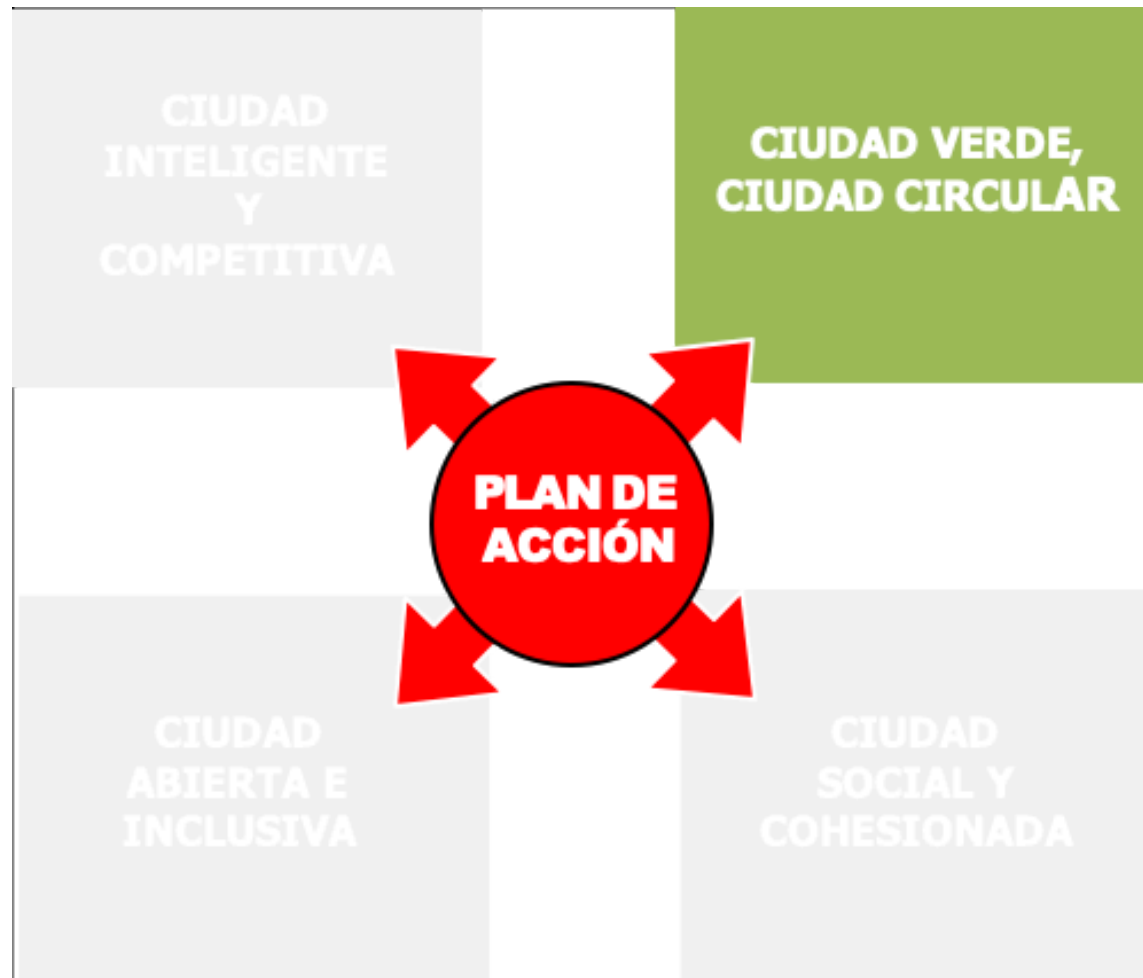 CIUDAD
INTELIGENTE
Y
COMPETITIVA
CIUDAD VERDE,
CIUDAD CIRCULAR
PLAN DE
ACCIÓN
CIUDAD
ABIERTA E
INCLUSIVA
CIUDAD
SOCIAL Y
COHESIONADA